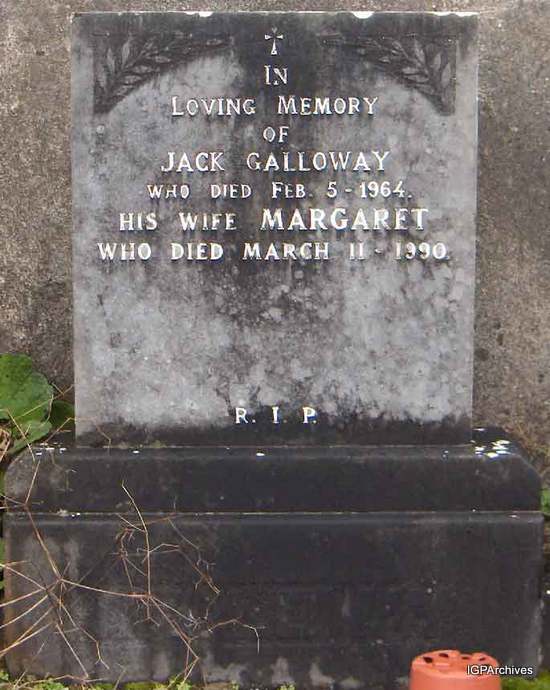 IN
LOVING MEMORY
OF
JACK GALLOWAY
WHO DIED FEB. 5-1964.
HIS WIFE MARGARET
WHO DIED MARCH 11-1990.
R. I. P.
IGPArchives